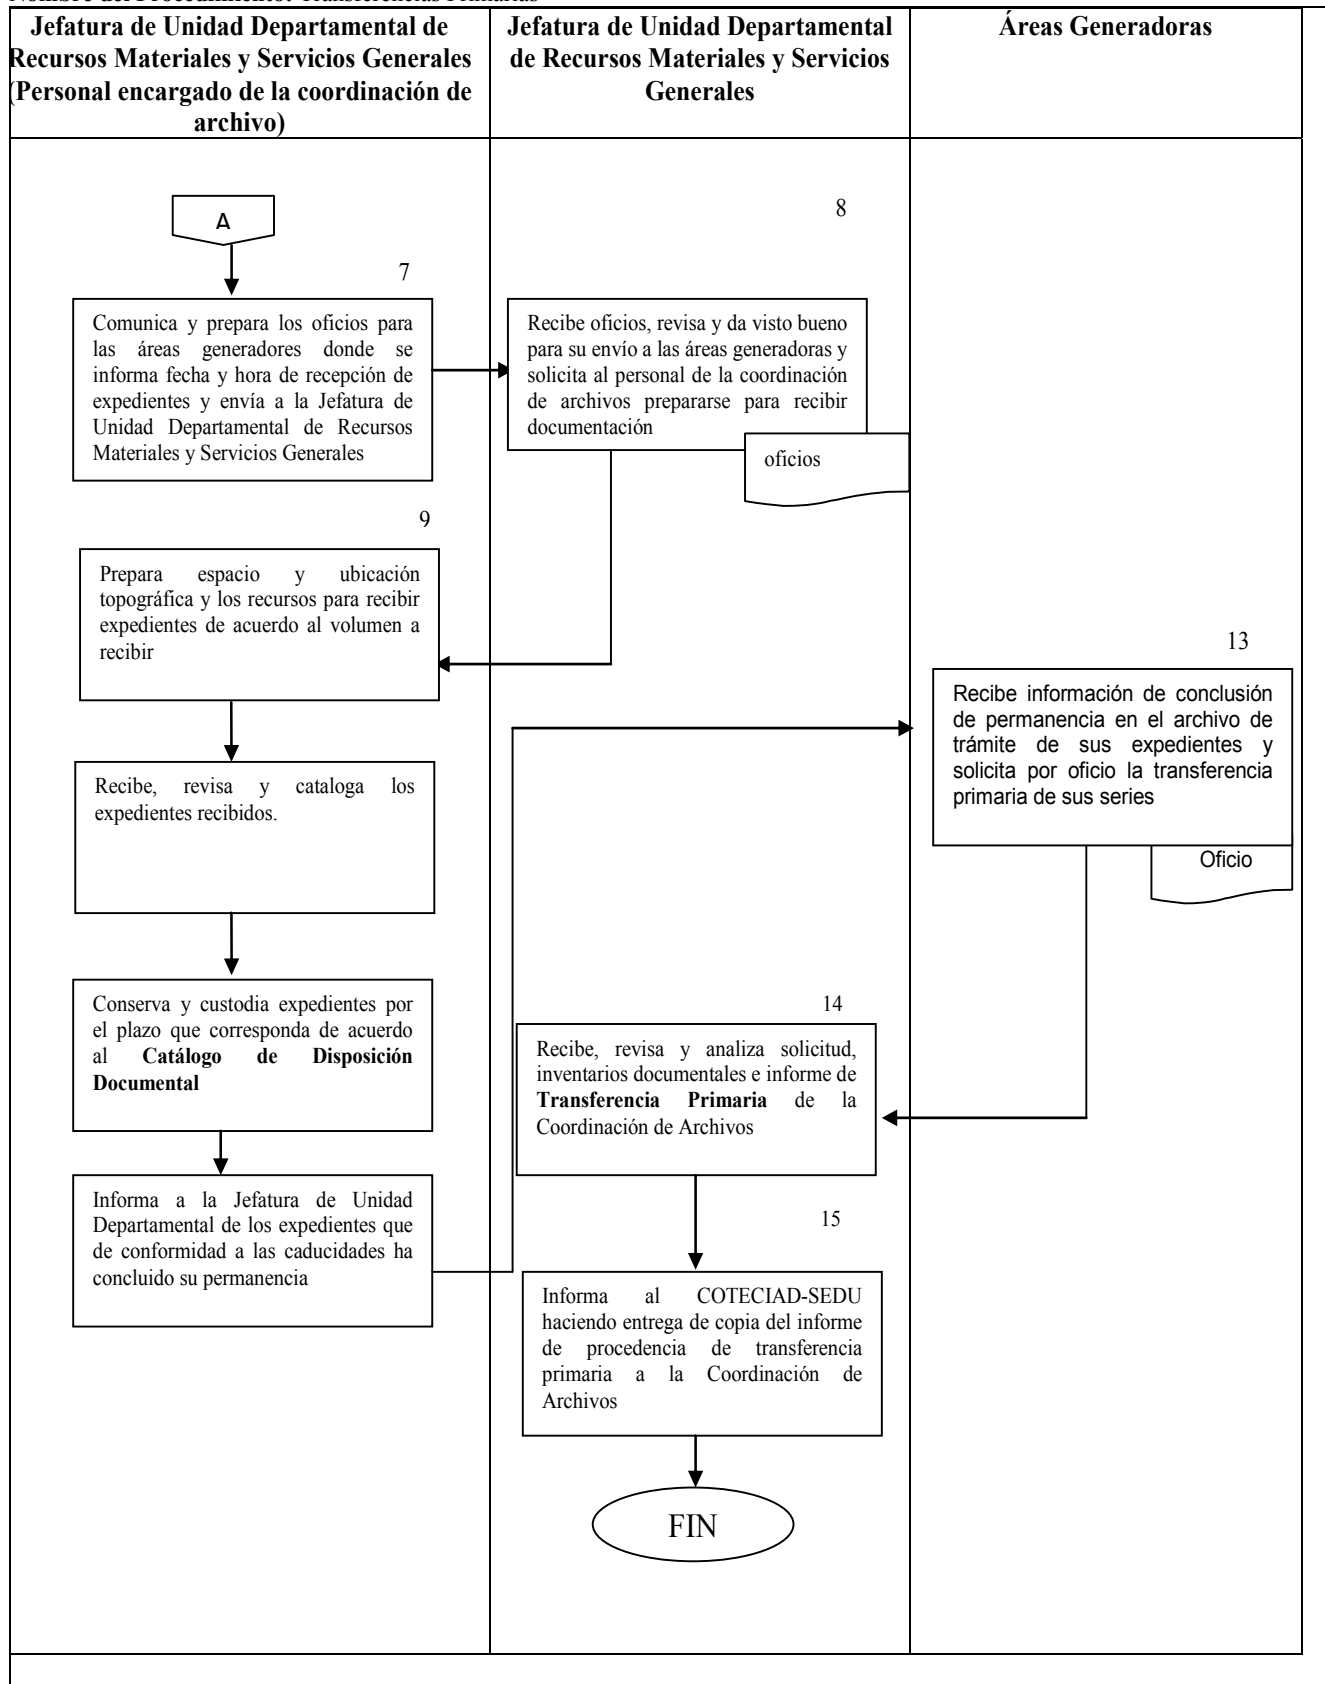 Nombre del Procedimiento: Transferencias Primarias
Jefatura de Unidad Departamental de
Recursos Materiales y Servicios Generales
(Personal encargado de la coordinación de
archivo)
Jefatura de Unidad Departamental
de Recursos Materiales y Servicios
Generales
Áreas Generadoras
A
7
Comunica y prepara los oficios para
las áreas generadores donde se
informa fecha y hora de recepción de
expedientes y envía a la Jefatura de
Unidad Departamental de Recursos
Materiales y Servicios Generales
8
Recibe oficios, revisa y da visto bueno
para su envío a las áreas generadoras y
solicita al personal de la coordinación
de archivos prepararse para recibir
documentación
oficios
9
Prepara espacio y ubicación
topográfica y los recursos para recibir
expedientes de acuerdo al volumen a
recibir
Recibe, revisa y cataloga los
expedientes recibidos.
Conserva y custodia expedientes por
el plazo que corresponda de acuerdo
al Catálogo de Disposición
Documental
Informa a la Jefatura de Unidad
Departamental de los expedientes que
de conformidad a las caducidades ha
concluido su permanencia
13
Recibe información de conclusión
de permanencia en el archivo de
trámite de sus expedientes y
solicita por oficio la transferencia
primaria de sus series
Oficio
14
Recibe, revisa y analiza solicitud,
inventarios documentales e informe de
Transferencia Primaria de la
Coordinación de Archivos
15
Informa al COTECIAD-SEDU
haciendo entrega de copia del informe
de procedencia de transferencia
primaria a la Coordinación de
Archivos
FIN